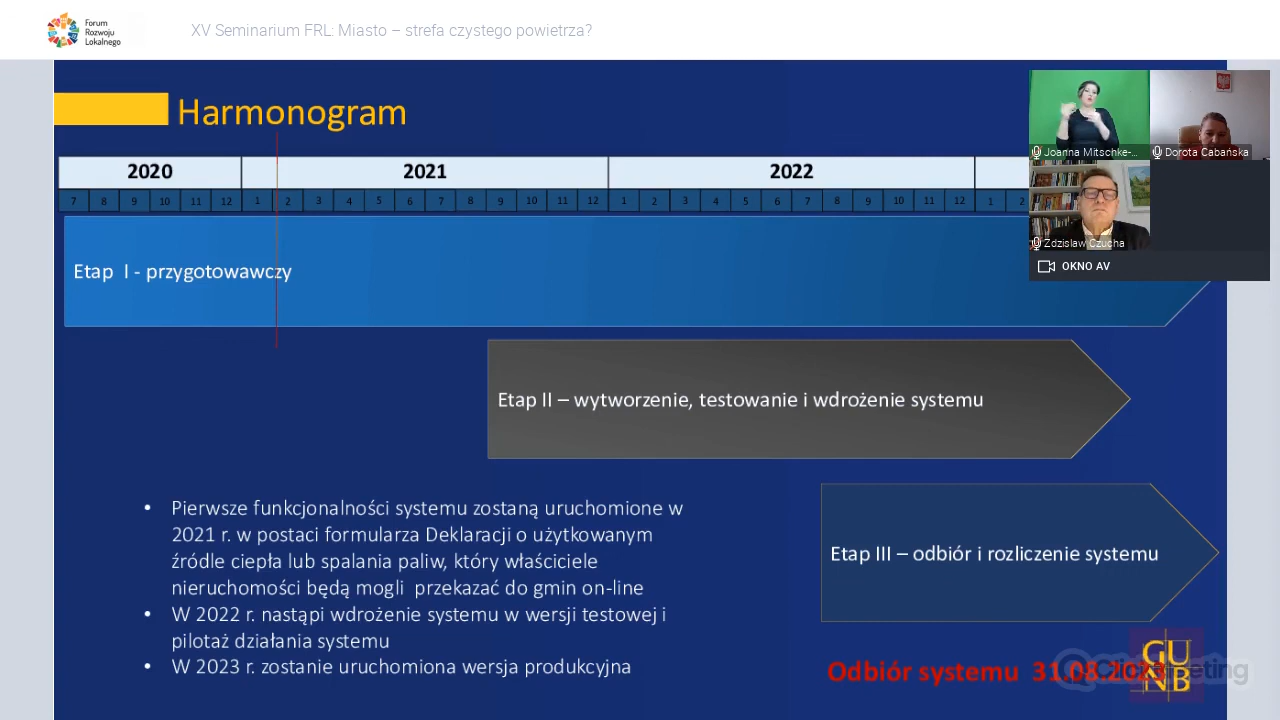 Forum
Rozwoju
Lokalnego
XV Seminarium FRL: Miasto – strefa czystego powietrza?
Harmonogram
2020 2021 2022
7 8 9 10 11 12 1 2 3 4 5 6 7 8 9 10 11 12 1 2 3 4 5 6 7 8 9 10 11 12 1 2
Joanna Mitschke-...
Dorota Cabańska
Zdzislaw Czucha
OKNO AV
Etap I - przygotowawczy
Etap II – wytworzenie, testowanie i wdrożenie systemu
Etap III – odbiór i rozliczenie systemu
• Pierwsze funkcjonalności systemu zostaną uruchomione w
2021 r. w postaci formularza Deklaracji o użytkowanym
źródle ciepła lub spalania paliw, który właściciele
nieruchomości będą mogli przekazać do gmin on-line
• W 2022 r. nastąpi wdrożenie systemu w wersji testowej i
pilotaż działania systemu
• W 2023 r. zostanie uruchomiona wersja produkcyjna
Odbiór systemu
GU
NB
ClickMeeting